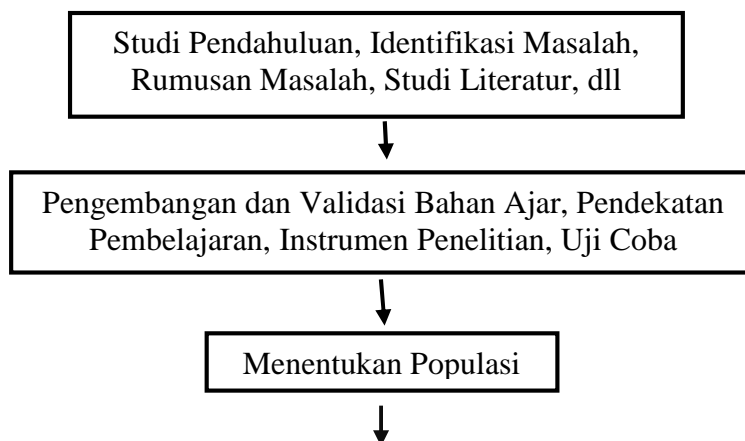 Studi Pendahuluan, Identifikasi Masalah,
Rumusan Masalah, Studi Literatur, dll
Pengembangan dan Validasi Bahan Ajar, Pendekatan
Pembelajaran, Instrumen Penelitian, Uji Coba
Menentukan Populasi